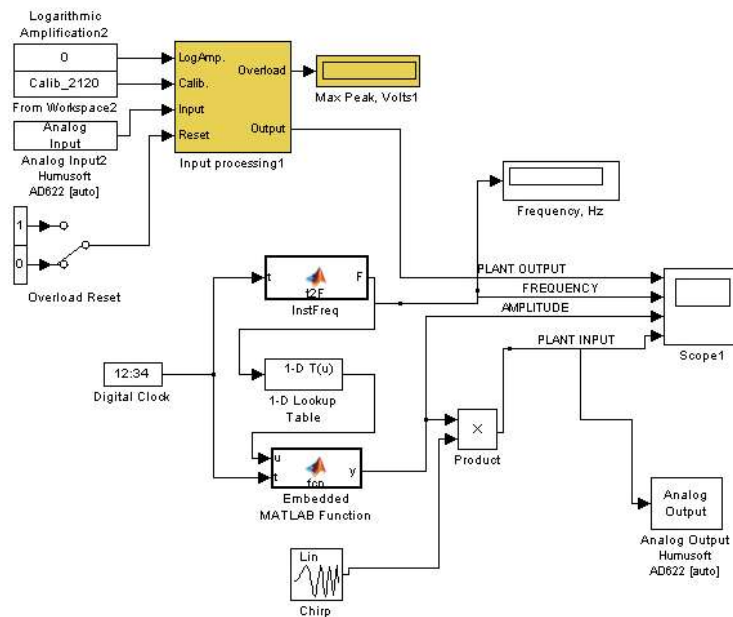 Logarithmic
Amplification2
0
Calib_2120
From Workspace2
Analog
Input
Analog Input2
Humusoft
AD622 [auto]
LogAmp.
Calib.
Input
Reset
Overload
Output
Input processing1
Max Peak, Volts1
1
0
Overload Reset
Frequency, Hz
t
F
t2F
InstFreq
PLANT OUTPUT
FREQUENCY
AMPLITUDE
PLANT INPUT
Scope1
12:34
Digital Clock
1-D T(u)
1-D Lookup
Table
u
t
y
fcn
Embedded
MATLAB Function
×
Product
Analog
Output
Analog Output
Humusoft
AD622 [auto]
Lin
Chirp